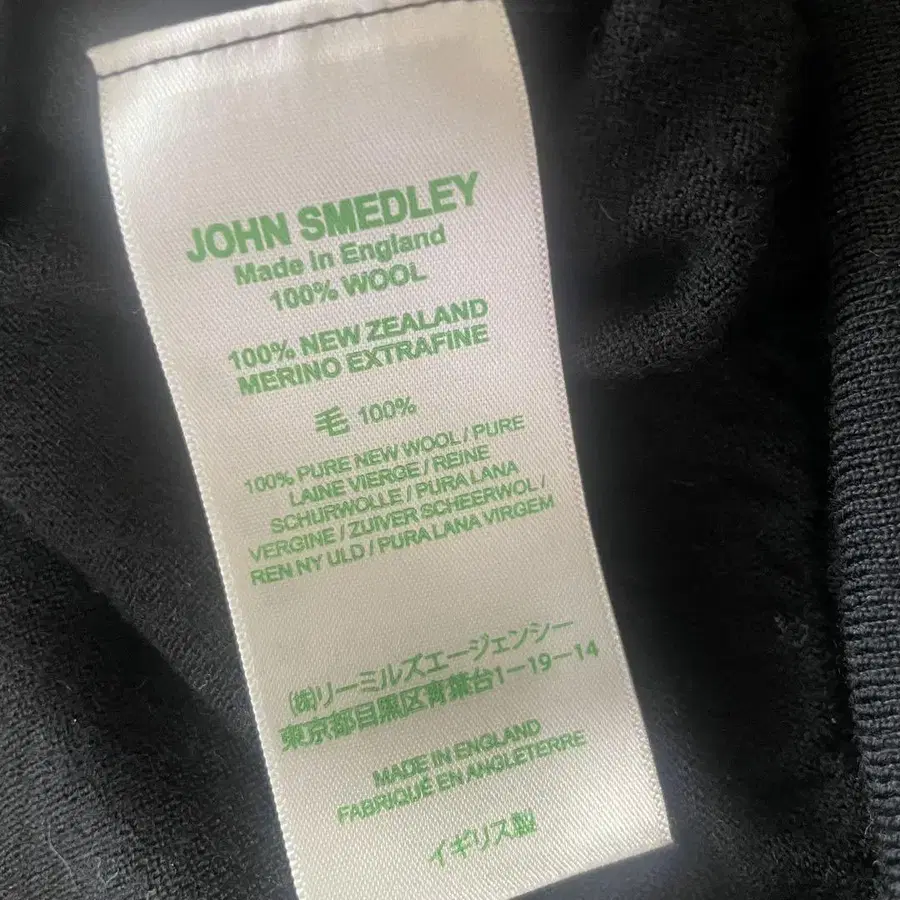 JOHN SMEDLEY
Made in England
100% WOOL
100% NEW ZEALAND
MERINO EXTRAFINE
毛 100%
100% PURE NEW WOOL / PURE
LAINE VIERGE / REINE
SCHURWOLLE / PURA LANA
VERGINE / ZUIVER SCHEERWOL /
REN NY ULD / PURA LANA VIRGEM
㈱リーミルズエージェンシー
東京都目黒区青葉台1-19-14
MADE IN ENGLAND
FABRIQUÉ EN ANGLETERRE
イギリス製